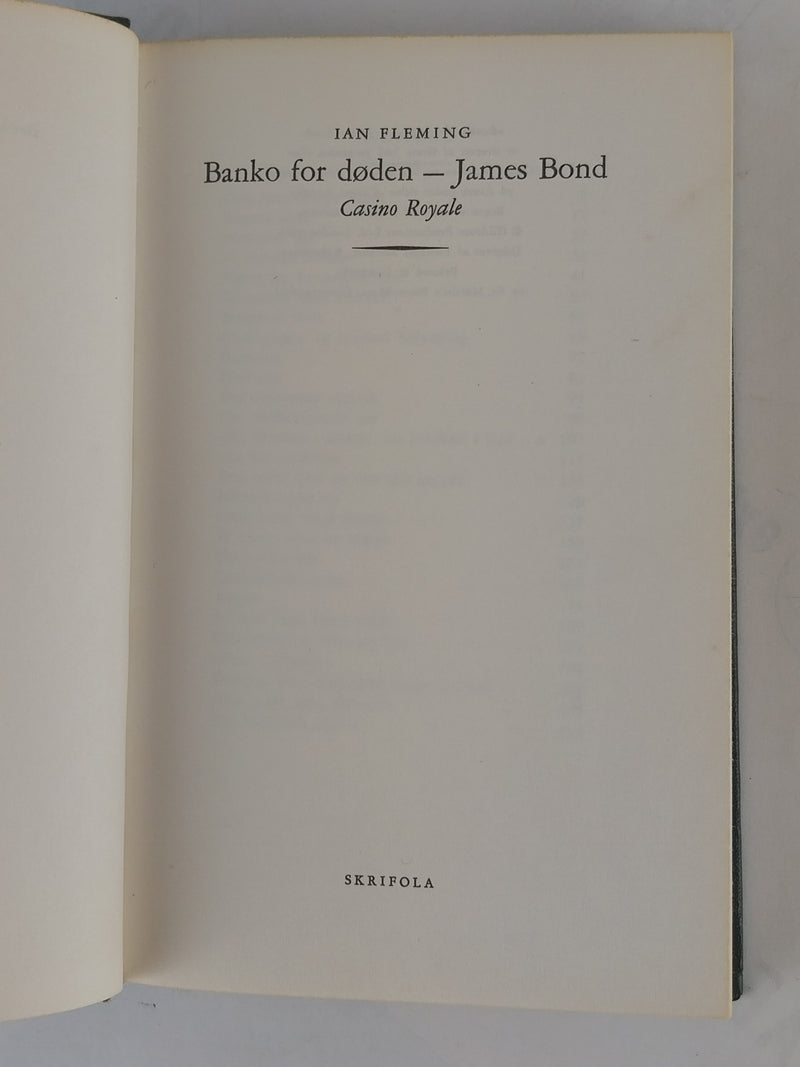 IAN FLEMING
Banko for døden — James Bond
Casino Royale
SKRIFOLA